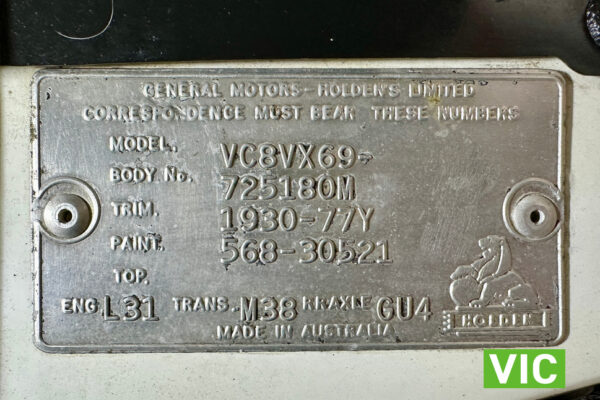 GENERAL MOTORS-HOLDEN'S LIMITED
CORRESPONDENCE MUST BEAR THESE NUMBERS
MODEL. VC8VX69-
BODY No. 725180M
TRIM. 1930-77Y
PAINT. 568-30521
TOP.
ENG. L31 TRANS. M38 RR.AXLE GU4
MADE IN AUSTRALIA
HOLDEN
VIC